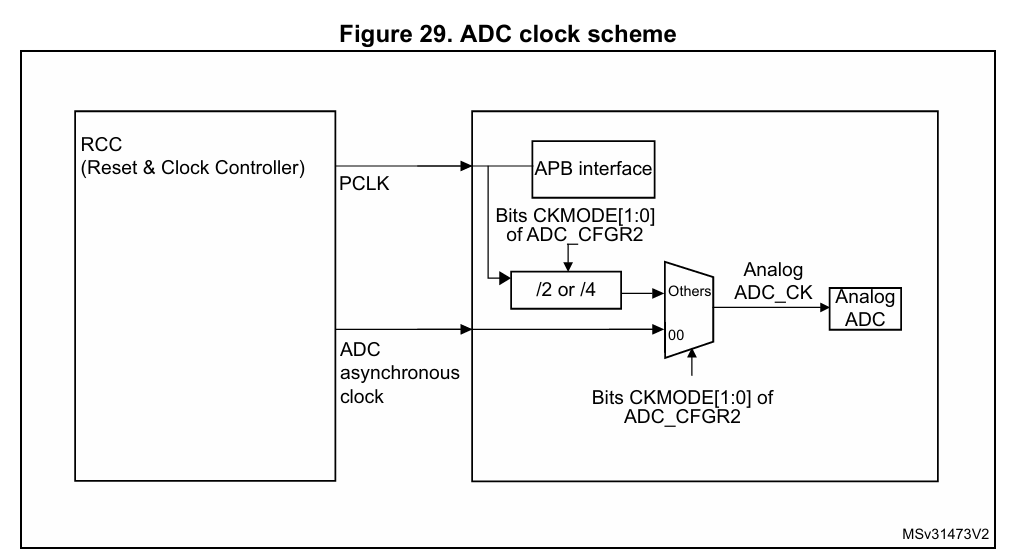 Figure 29. ADC clock scheme
RCC
(Reset & Clock Controller)
PCLK
APB interface
Bits CKMODE[1:0]
of ADC_CFGR2
/2 or /4
Others
00
Analog
ADC_CK
Analog
ADC
ADC
asynchronous
clock
Bits CKMODE[1:0] of
ADC_CFGR2
MSv31473V2